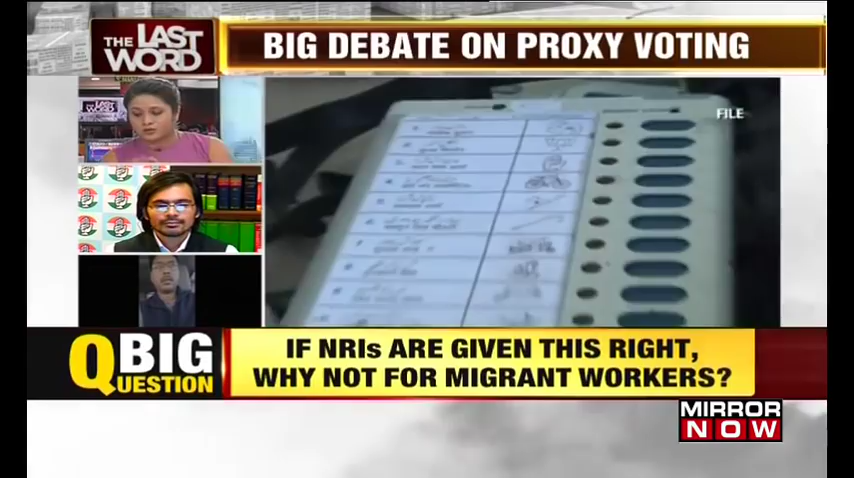 THE LAST
WORD
BIG DEBATE ON PROXY VOTING
FILE
Q BIG
QUESTION
IF NRIs ARE GIVEN THIS RIGHT,
WHY NOT FOR MIGRANT WORKERS?
MIRROR
NOW